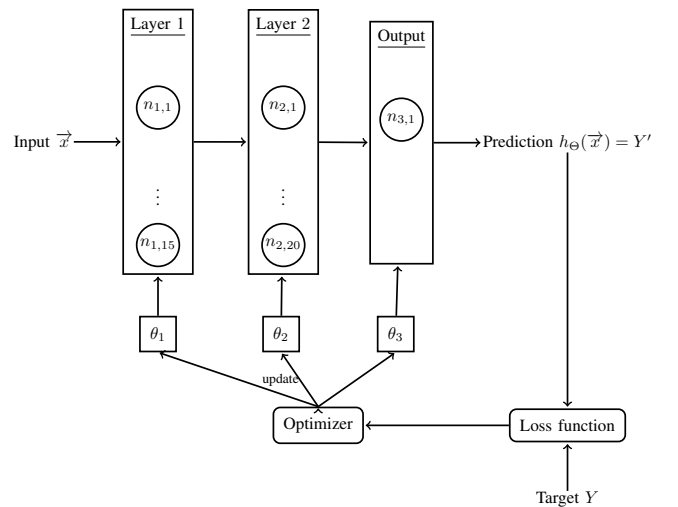 Layer 1
Layer 2
Output
n₁,₁
n₂,₁
n₃,₁
Input x⃗
Prediction h_Θ(x⃗) = Y′
⋮
⋮
n₁,₁₅
n₂,₂₀
θ₁
θ₂
θ₃
update
Optimizer
Loss function
Target Y